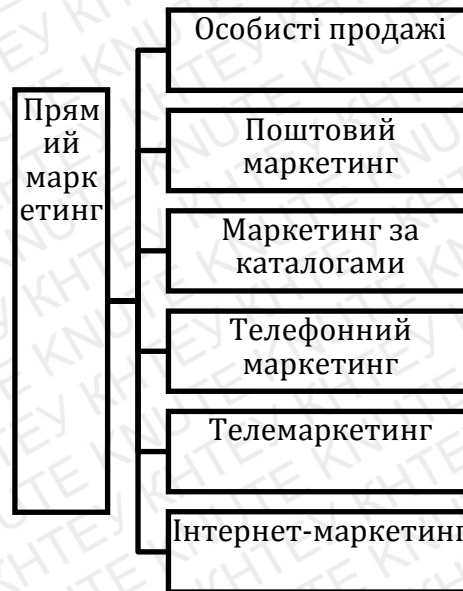 Особисті продажі
Прям
ий
марк
етинг
Поштовий
маркетинг
Маркетинг за
каталогами
Телефонний
маркетинг
Телемаркетинг
Інтернет-маркетинг